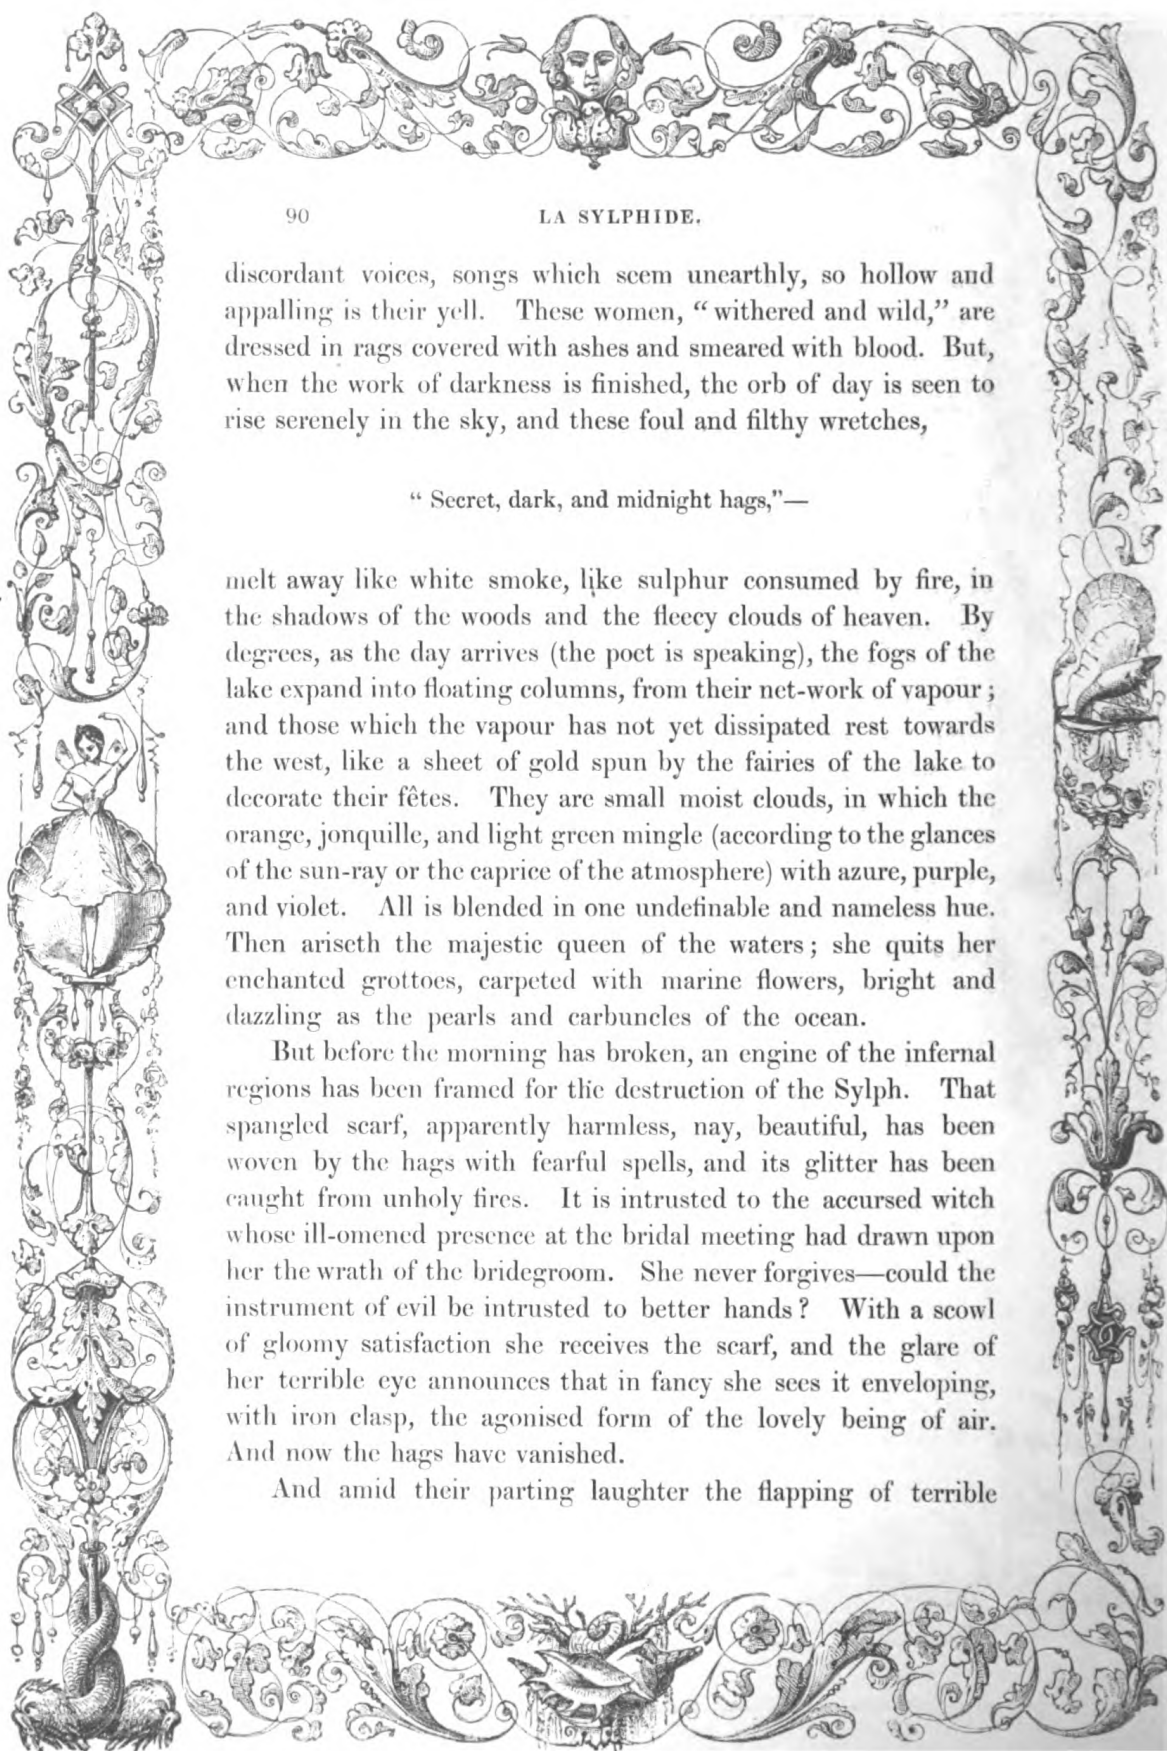 90 LA SYLPHIDE.
discordant voices, songs which seem unearthly, so hollow and
appalling is their yell. These women, “withered and wild,” are
dressed in rags covered with ashes and smeared with blood. But,
when the work of darkness is finished, the orb of day is seen to
rise serenely in the sky, and these foul and filthy wretches,
“Secret, dark, and midnight hags,”—
melt away like white smoke, like sulphur consumed by fire, in
the shadows of the woods and the fleecy clouds of heaven. By
degrees, as the day arrives (the poet is speaking), the fogs of the
lake expand into floating columns, from their net-work of vapour;
and those which the vapour has not yet dissipated rest towards
the west, like a sheet of gold spun by the fairies of the lake to
decorate their fêtes. They are small moist clouds, in which the
orange, jonquille, and light green mingle (according to the glances
of the sun-ray or the caprice of the atmosphere) with azure, purple,
and violet. All is blended in one undefinable and nameless hue.
Then ariseth the majestic queen of the waters; she quits her
enchanted grottoes, carpeted with marine flowers, bright and
dazzling as the pearls and carbuncles of the ocean.
But before the morning has broken, an engine of the infernal
regions has been framed for the destruction of the Sylph. That
spangled scarf, apparently harmless, nay, beautiful, has been
woven by the hags with fearful spells, and its glitter has been
caught from unholy fires. It is intrusted to the accursed witch
whose ill-omened presence at the bridal meeting had drawn upon
her the wrath of the bridegroom. She never forgives—could the
instrument of evil be intrusted to better hands? With a scowl
of gloomy satisfaction she receives the scarf, and the glare of
her terrible eye announces that in fancy she sees it enveloping,
with iron clasp, the agonised form of the lovely being of air.
And now the hags have vanished.
And amid their parting laughter the flapping of terrible